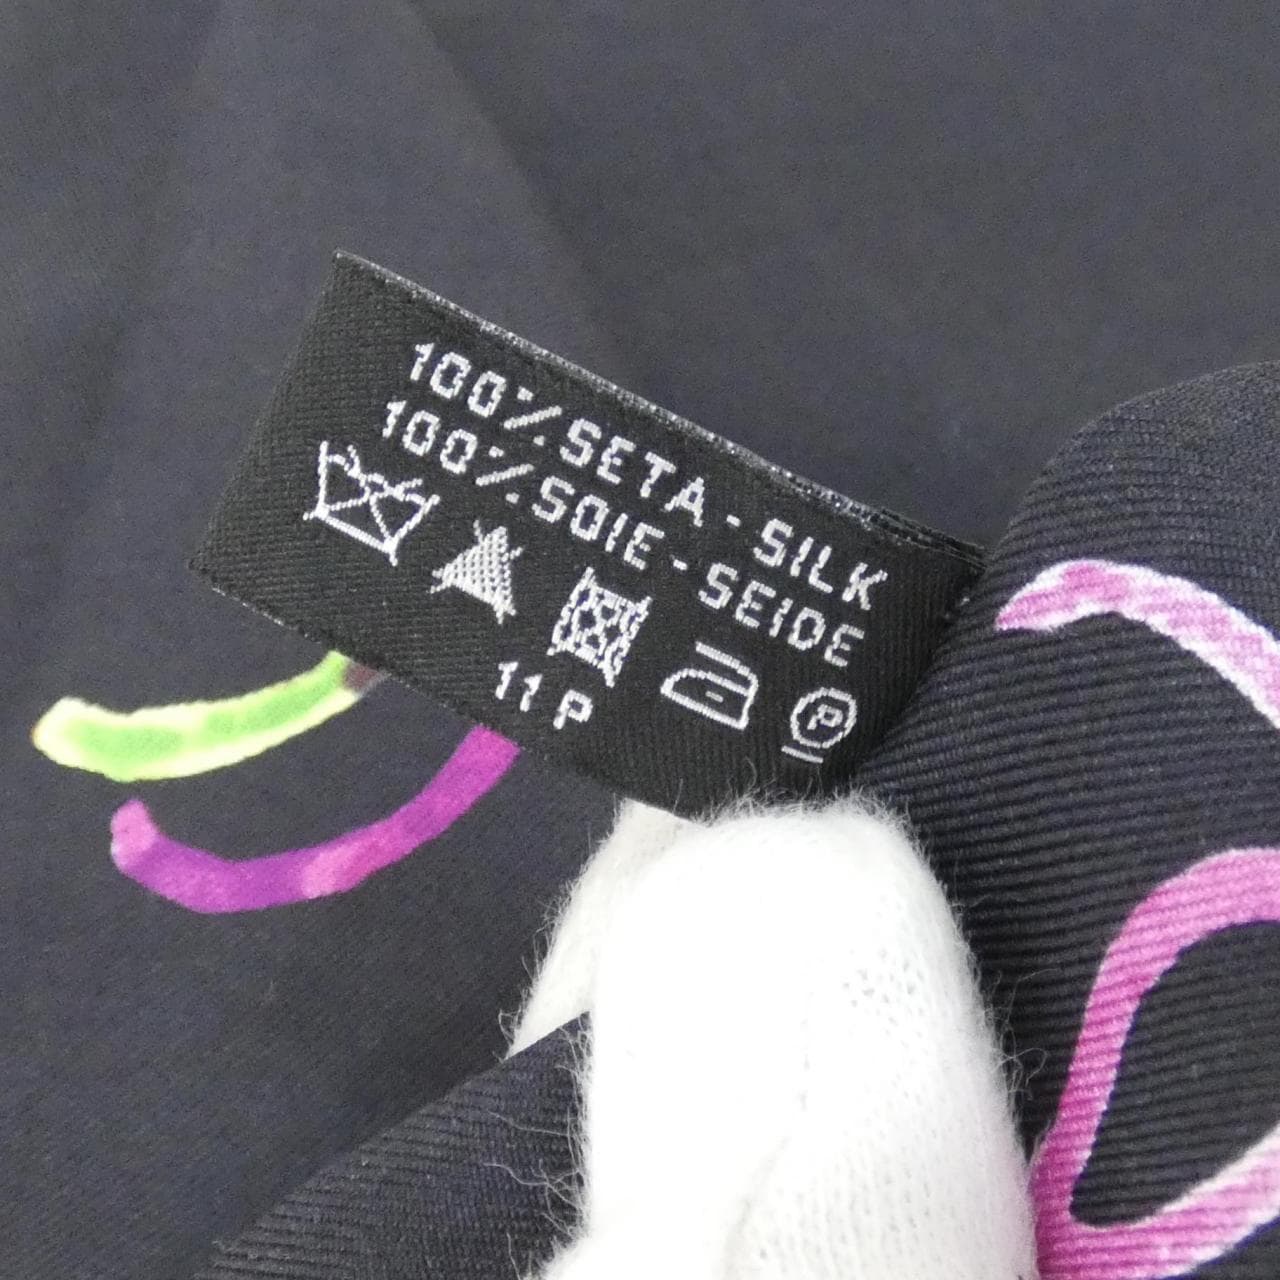 100% SETA - SILK
100% SOIE - SEIDE
P
11 P